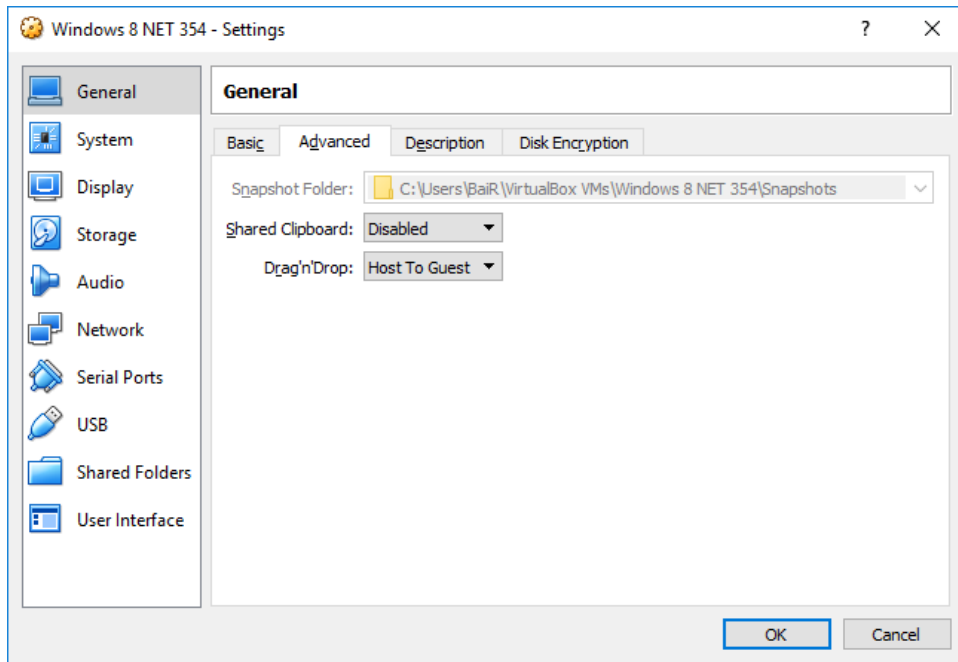 Windows 8 NET 354 - Settings
?
General
System
Display
Storage
Audio
Network
Serial Ports
USB
Shared Folders
User Interface
General
Basic Advanced Description Disk Encryption
Snapshot Folder: C:\Users\BaiR\VirtualBox VMs\Windows 8 NET 354\Snapshots
Shared Clipboard: Disabled
Drag'n'Drop: Host To Guest
OK Cancel